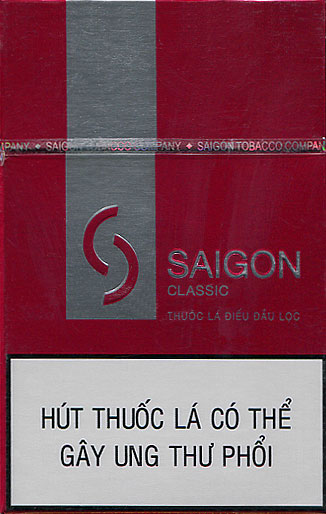 PANY ✦ SAIGON TOBACCO COMPANY ✦ SAIGON TOBACCO COMPAN
SAIGON
CLASSIC
THUỐC LÁ ĐIẾU ĐẦU LỌC
HÚT THUỐC LÁ CÓ THỂ
GÂY UNG THƯ PHỔI